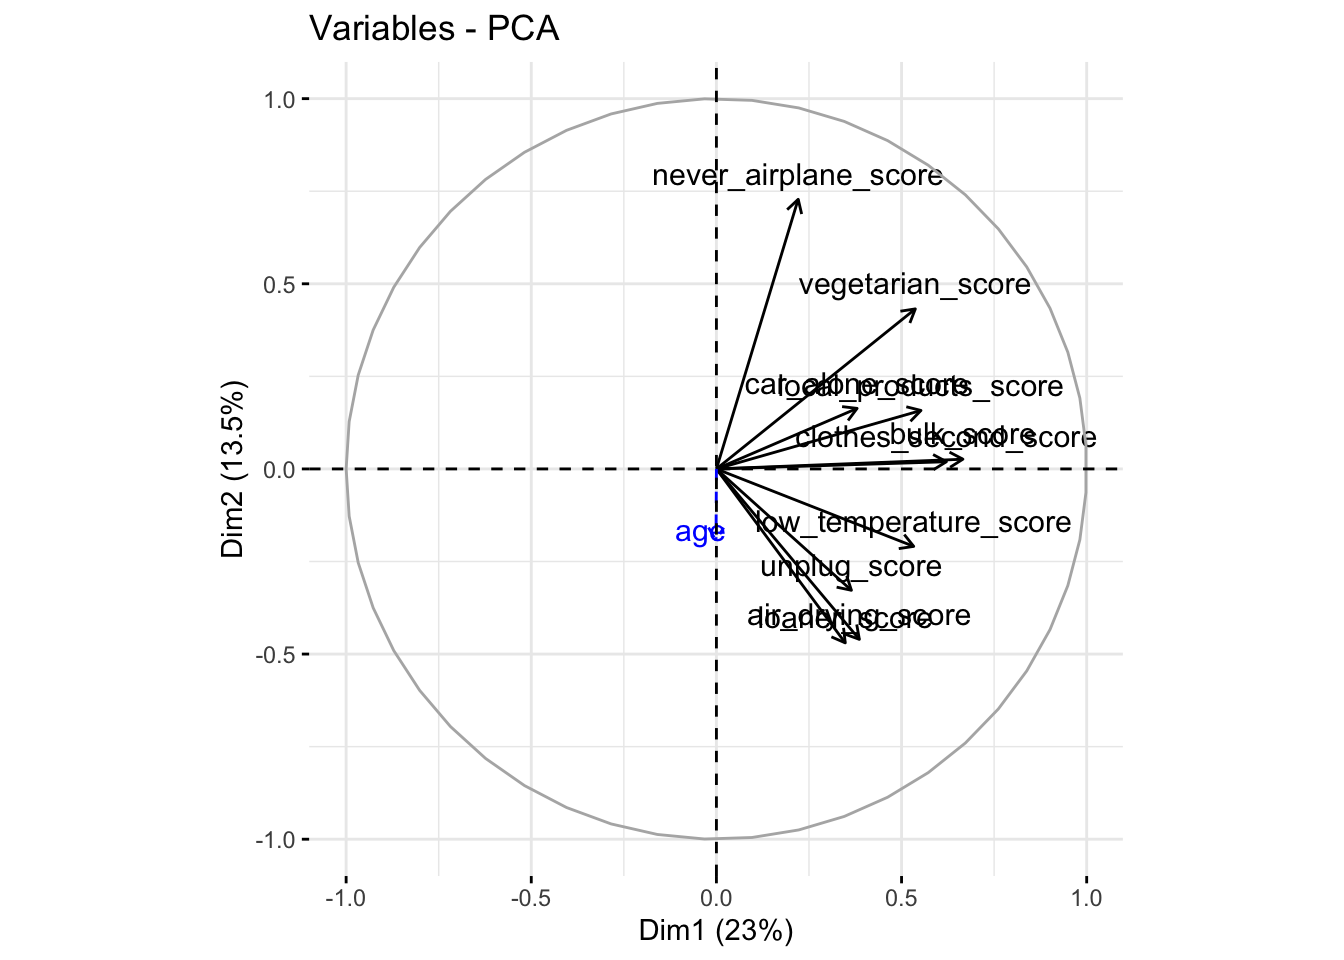 Variables - PCA
1.0
never_airplane_score
0.5
vegetarian_score
car_alone_score
local_products_score
bulk_score
clothes_second_score
0.0
low_temperature_score
age
unplug_score
air_drying_score
-0.5
-1.0
-1.0
-0.5
0.0
0.5
1.0
Dim1 (23%)
Dim2 (13.5%)